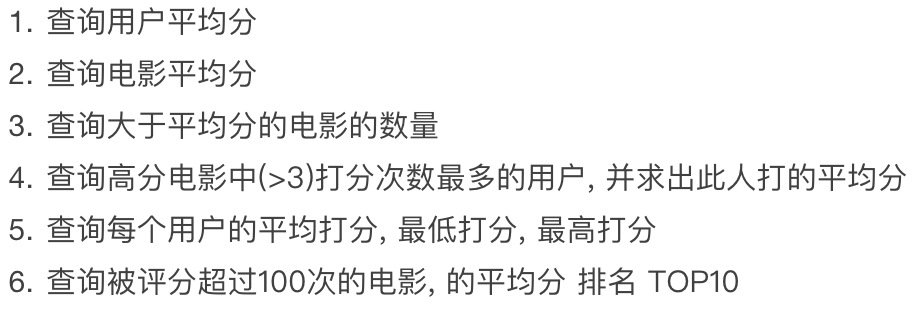 1. 查询用户平均分
2. 查询电影平均分
3. 查询大于平均分的电影的数量
4. 查询高分电影中(>3)打分次数最多的用户, 并求出此人打的平均分
5. 查询每个用户的平均打分, 最低打分, 最高打分
6. 查询被评分超过100次的电影, 的平均分 排名 TOP10